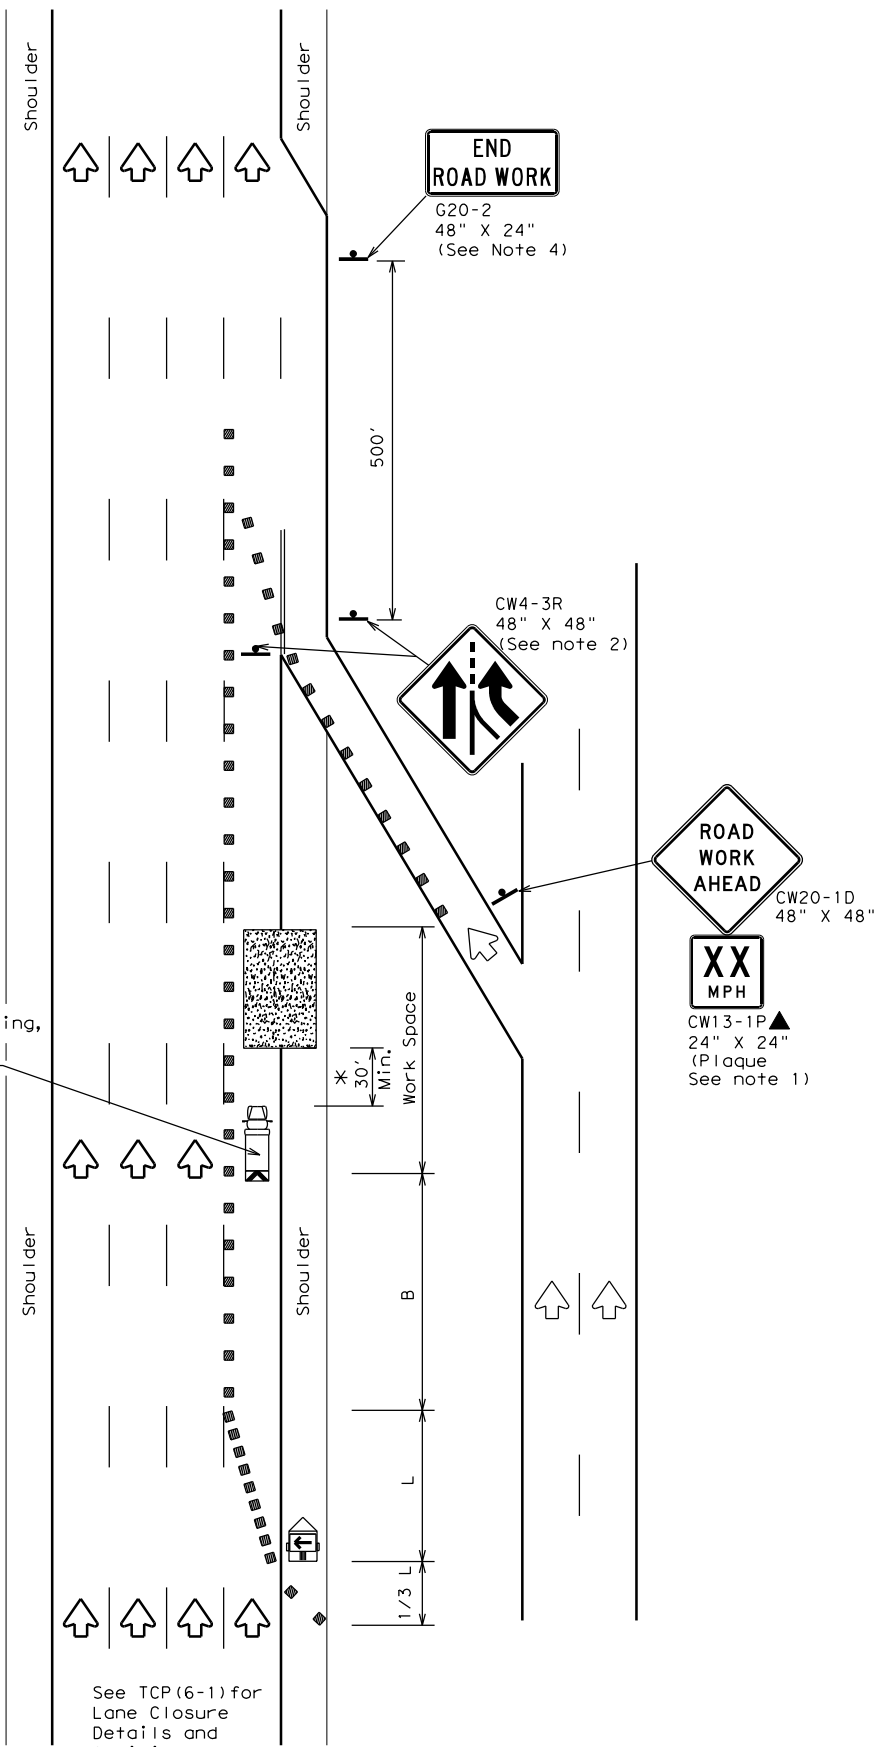 Shoulder
Shoulder
END
ROAD WORK
G20-2
48" X 24"
(See Note 4)
500'
CW4-3R
48" X 48"
(See note 2)
ROAD
WORK
AHEAD
CW20-1D
48" X 48"
XX
MPH
CW13-1P
24" X 24"
(Plaque
See note 1)
ing,
* 30' Min.
Work Space
Shoulder
Shoulder
B
L
1/3 L
See TCP(6-1)for
Lane Closure
Details and